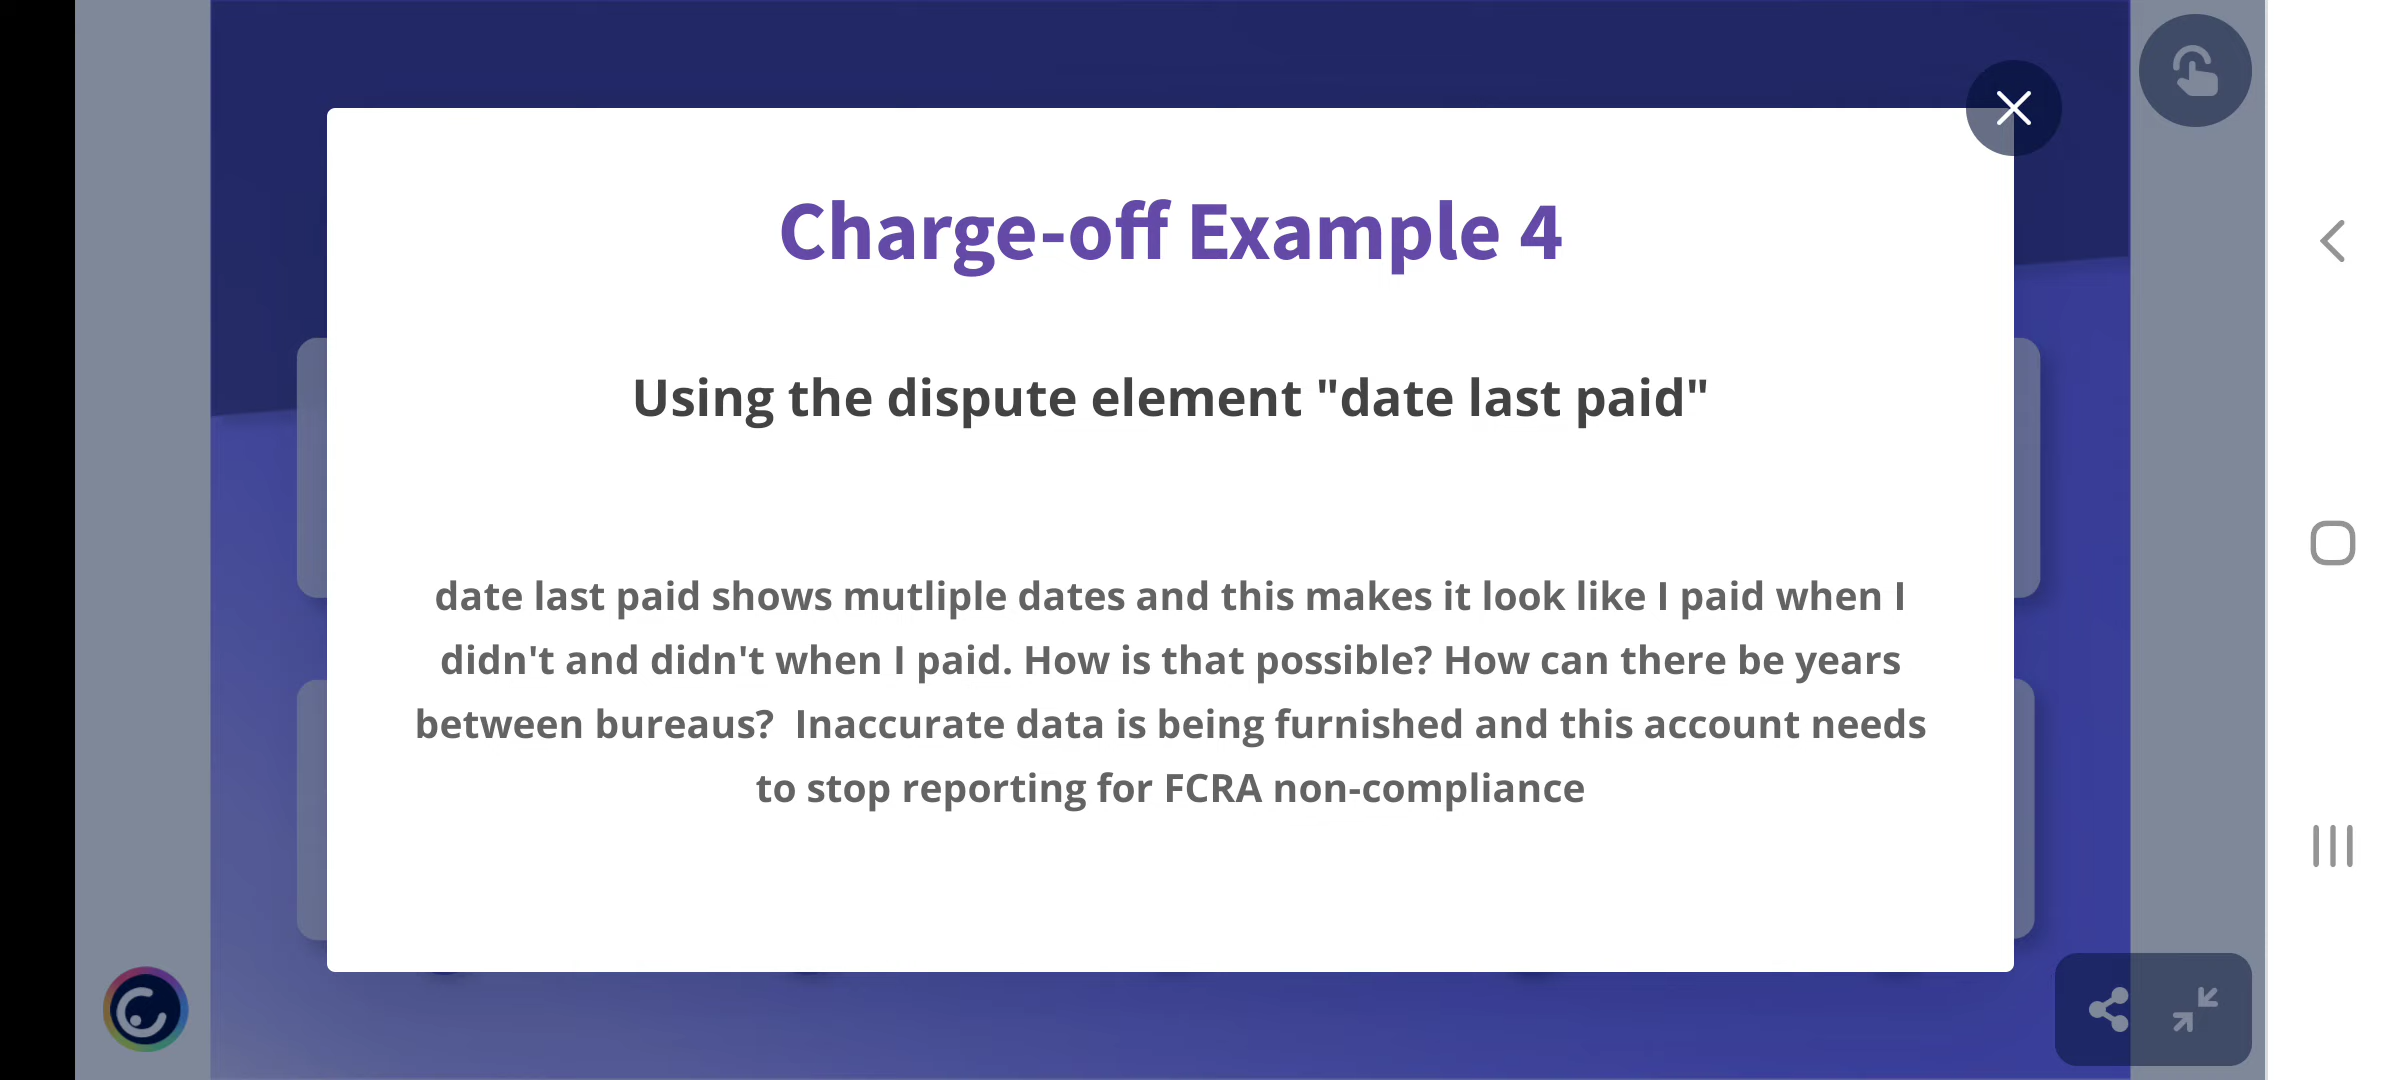 Charge-off Example 4
Using the dispute element "date last paid"
date last paid shows mutliple dates and this makes it look like I paid when I
didn't and didn't when I paid. How is that possible? How can there be years
between bureaus?  Inaccurate data is being furnished and this account needs
to stop reporting for FCRA non-compliance